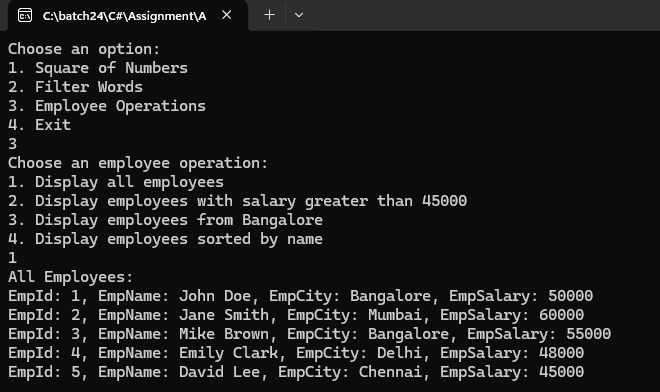 C:\batch24\C#\Assignment\A
Choose an option:
1. Square of Numbers
2. Filter Words
3. Employee Operations
4. Exit
3
Choose an employee operation:
1. Display all employees
2. Display employees with salary greater than 45000
3. Display employees from Bangalore
4. Display employees sorted by name
1
All Employees:
EmpId: 1, EmpName: John Doe, EmpCity: Bangalore, EmpSalary: 50000
EmpId: 2, EmpName: Jane Smith, EmpCity: Mumbai, EmpSalary: 60000
EmpId: 3, EmpName: Mike Brown, EmpCity: Bangalore, EmpSalary: 55000
EmpId: 4, EmpName: Emily Clark, EmpCity: Delhi, EmpSalary: 48000
EmpId: 5, EmpName: David Lee, EmpCity: Chennai, EmpSalary: 45000